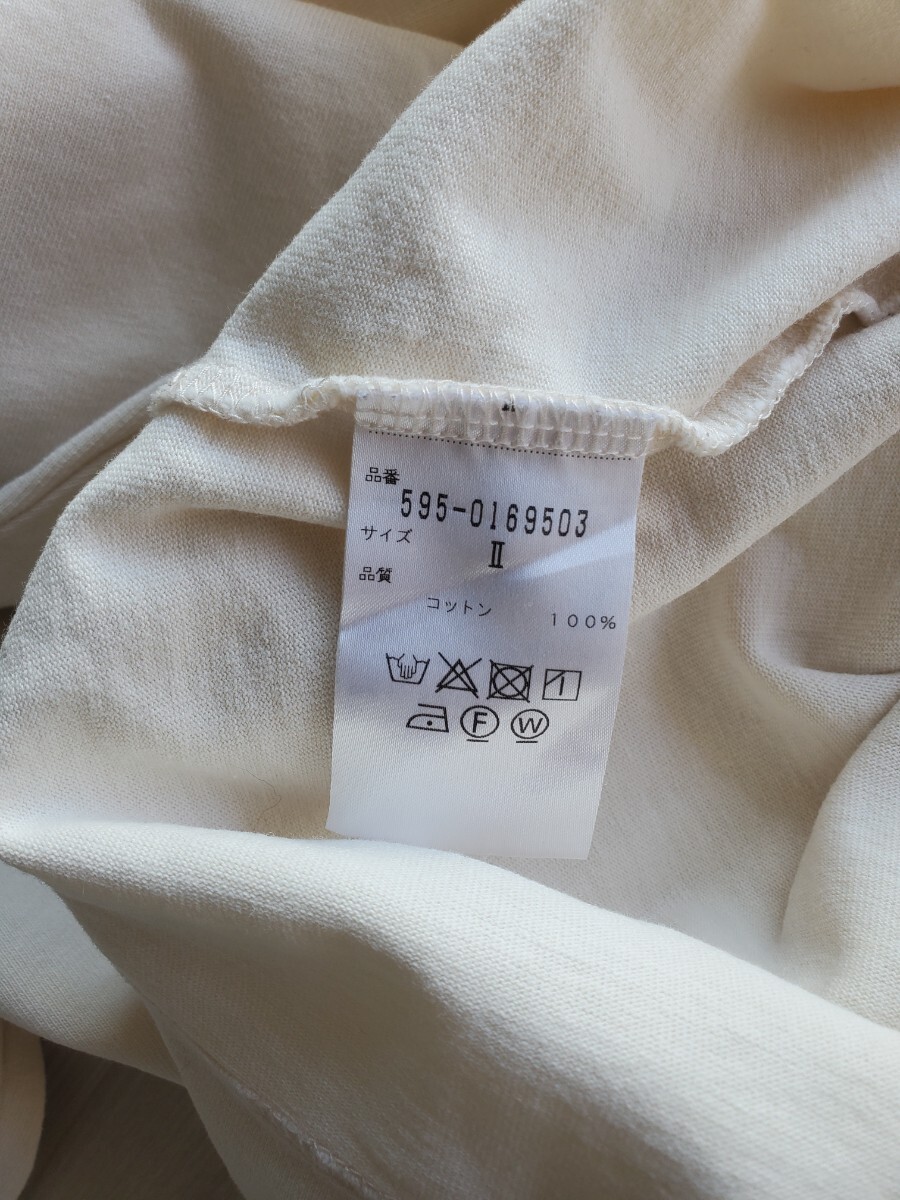 品番
595-0169503
サイズ
II
品質
コットン 100%
F W